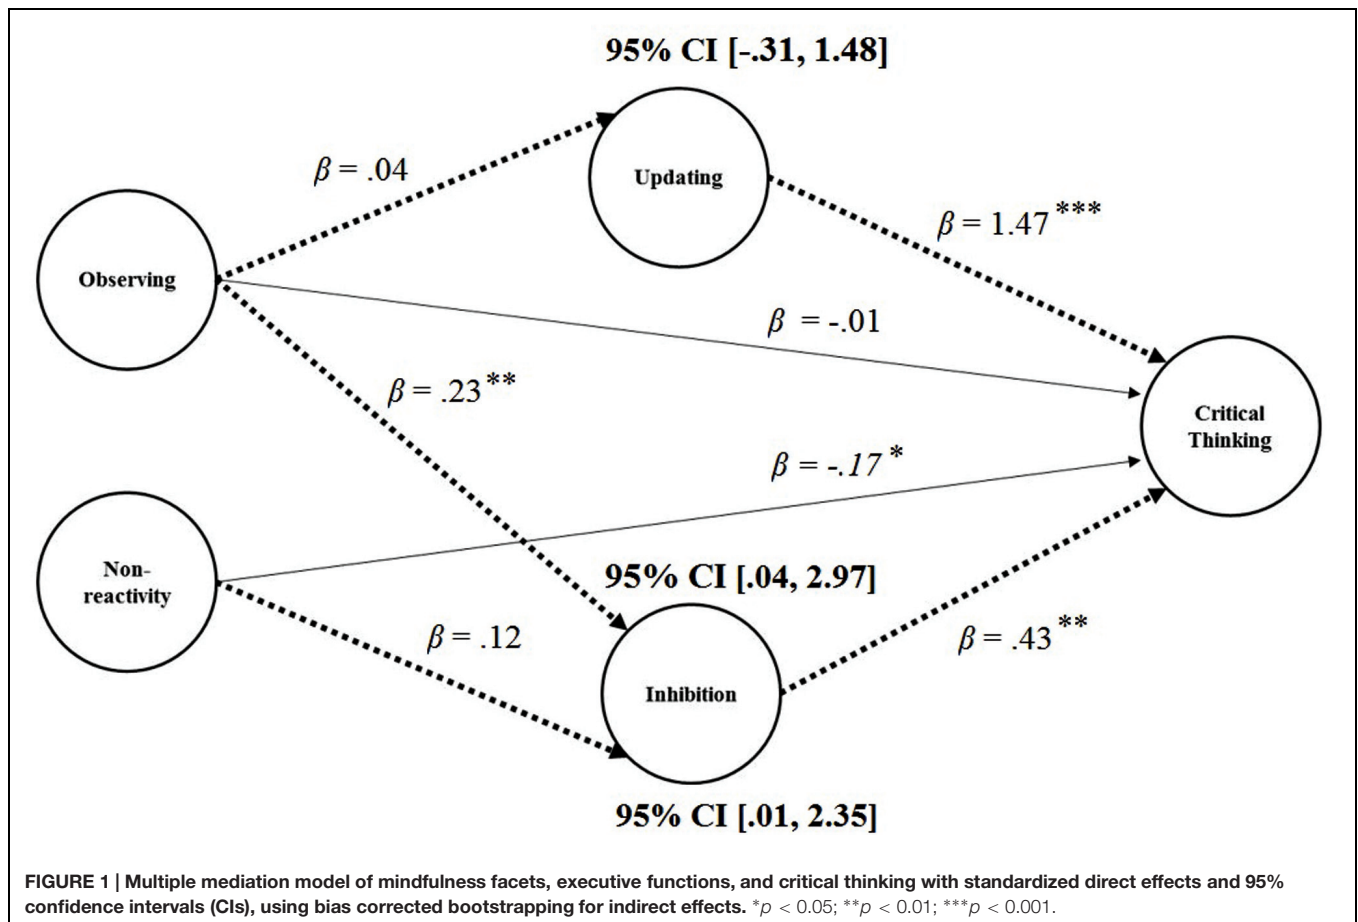 95% CI [-.31, 1.48]
Updating
β = .04
β = 1.47***
Observing
β = -.01
β = .23**
Critical
Thinking
β = -.17*
Non-
reactivity
95% CI [.04, 2.97]
β = .12
β = .43**
Inhibition
95% CI [.01, 2.35]
FIGURE 1 | Multiple mediation model of mindfulness facets, executive functions, and critical thinking with standardized direct effects and 95%
confidence intervals (CIs), using bias corrected bootstrapping for indirect effects. *p < 0.05; **p < 0.01; ***p < 0.001.